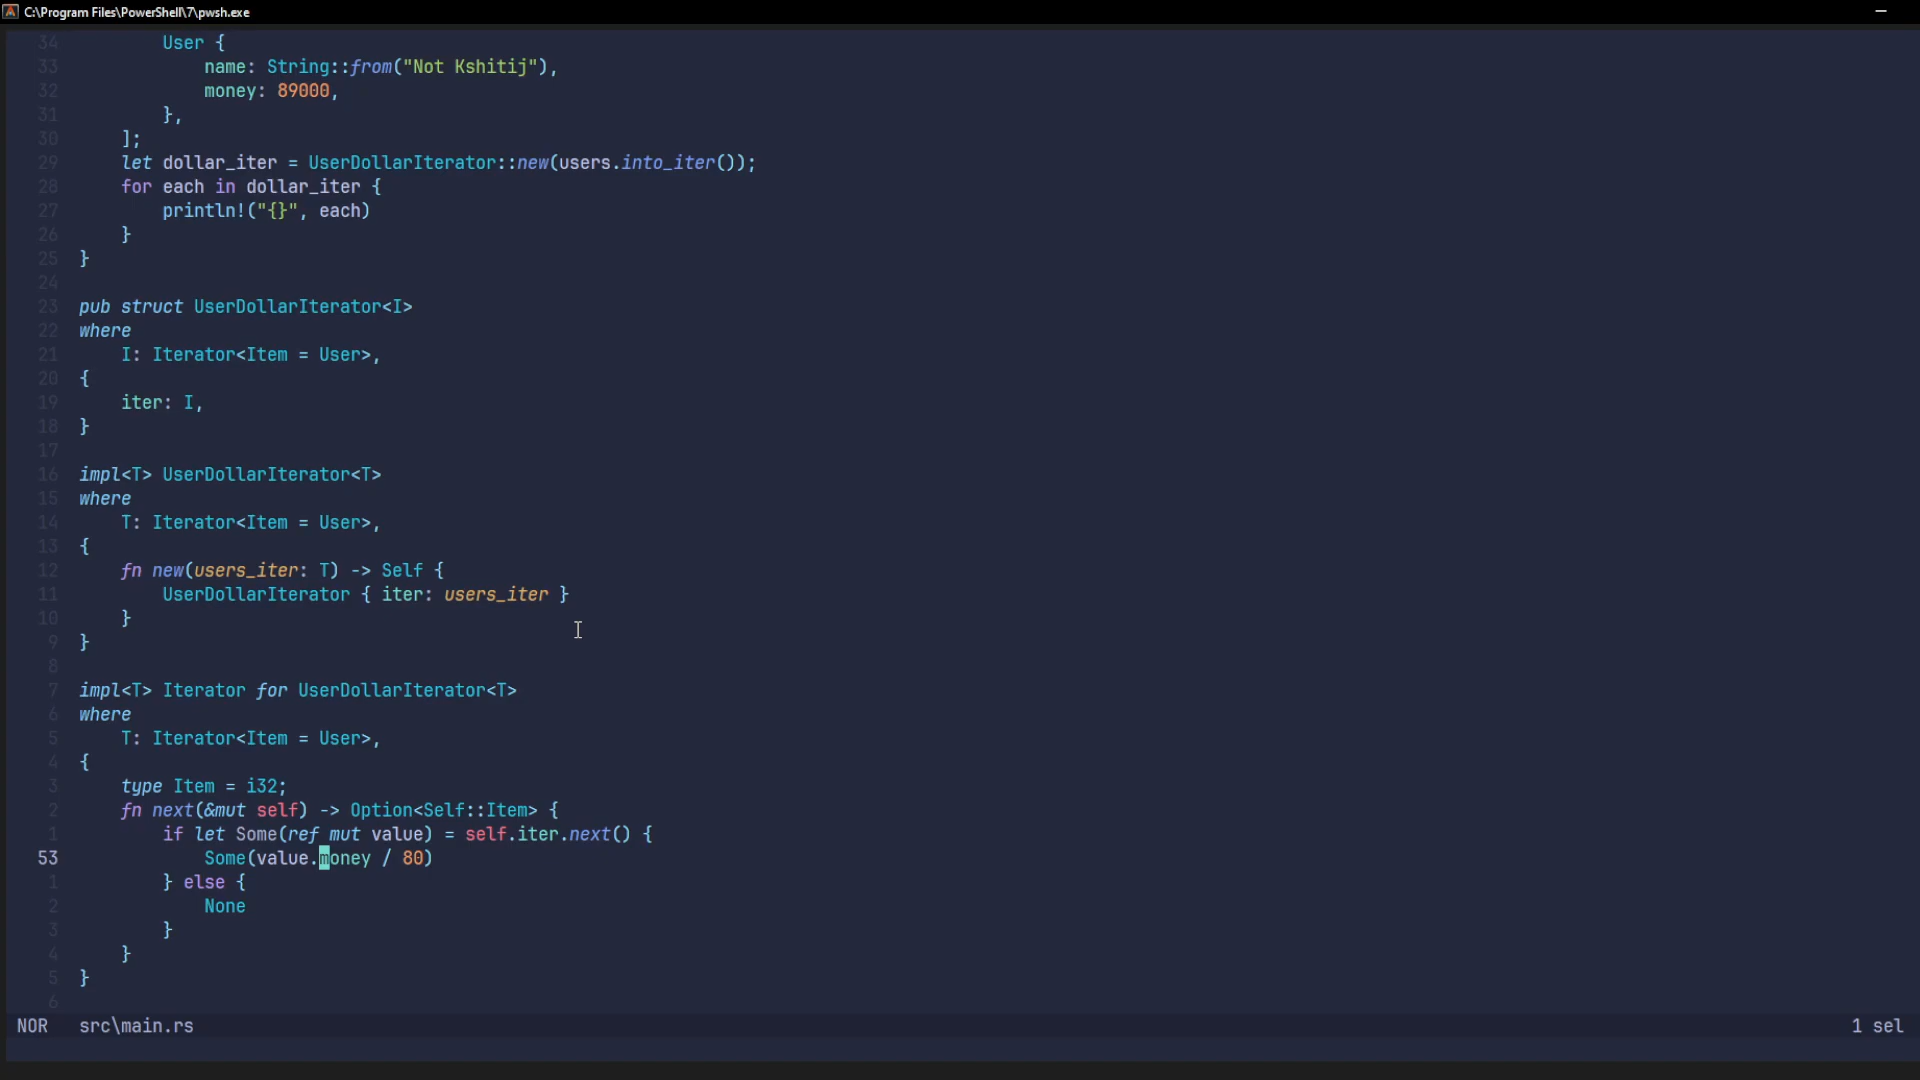 C:\Program Files\PowerShell\7\pwsh.exe
34 User {
33 name: String::from("Not Kshitij"),
32 money: 89000,
31 },
30 ];
29 let dollar_iter = UserDollarIterator::new(users.into_iter());
28 for each in dollar_iter {
27 println!("{}", each)
26 }
25 }
24
23 pub struct UserDollarIterator<I>
22 where
21 I: Iterator<Item = User>,
20 {
19 iter: I,
18 }
17
16 impl<T> UserDollarIterator<T>
15 where
14 T: Iterator<Item = User>,
13 {
12 fn new(users_iter: T) -> Self {
11 UserDollarIterator { iter: users_iter }
10 }
9 }
8
7 impl<T> Iterator for UserDollarIterator<T>
6 where
5 T: Iterator<Item = User>,
4 {
3 type Item = i32;
2 fn next(&mut self) -> Option<Self::Item> {
1 if let Some(ref mut value) = self.iter.next() {
53 Some(value.money / 80)
1 } else {
2 None
3 }
4 }
5 }
6
NOR src\main.rs 1 sel